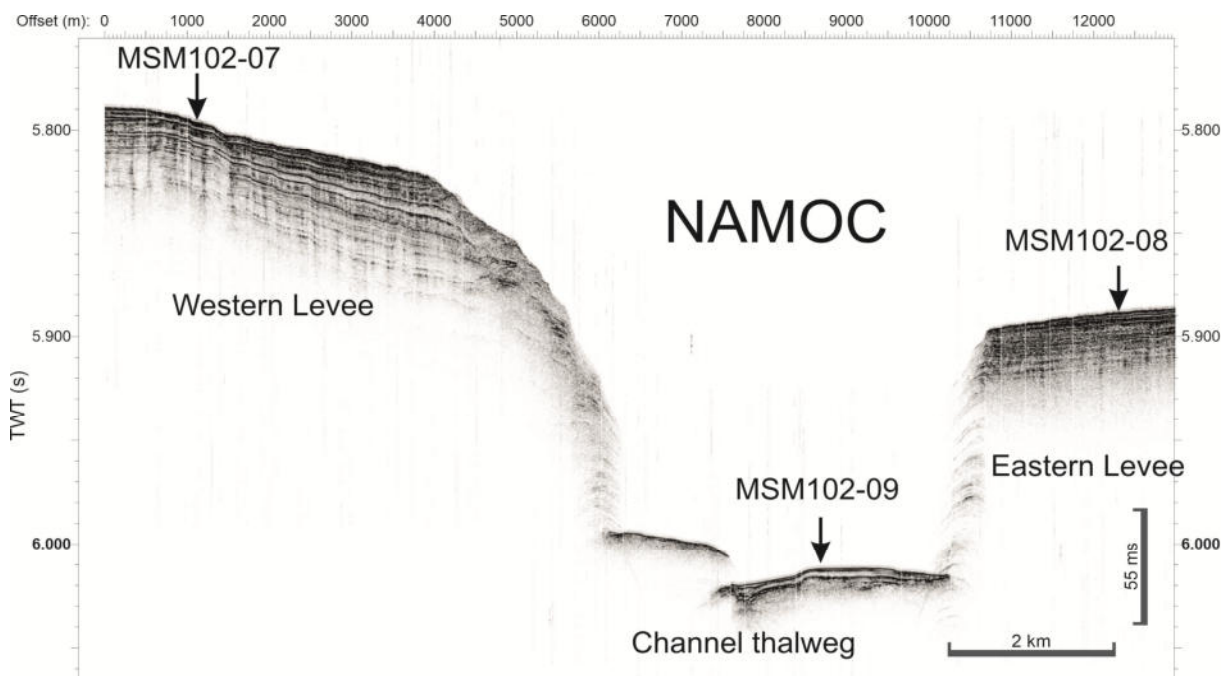 Offset (m): 0 1000 2000 3000 4000 5000 6000 7000 8000 9000 10000 11000 12000
MSM102-07
5.800 5.800
NAMOC
MSM102-08
Western Levee
5.900 5.900
TWT (s)
Eastern Levee
MSM102-09
6.000 6.000
55 ms
Channel thalweg
2 km